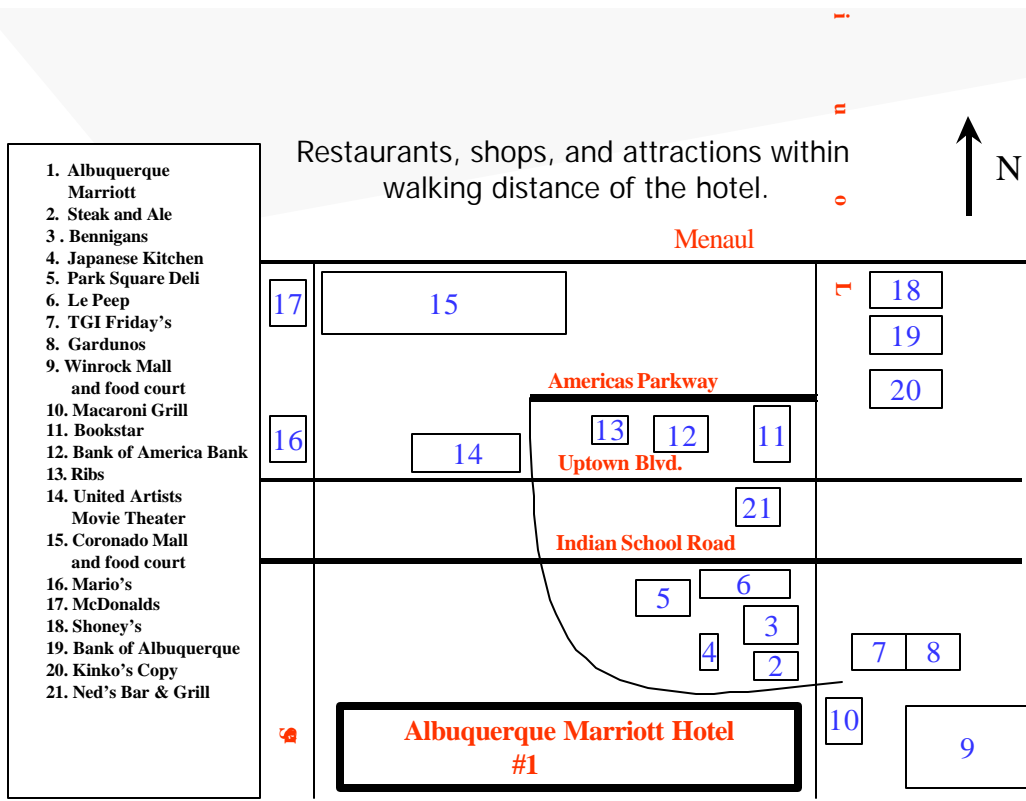 i
u
o
L
Restaurants, shops, and attractions within
walking distance of the hotel.
N
1. Albuquerque
Marriott
2. Steak and Ale
3 . Bennigans
4. Japanese Kitchen
5. Park Square Deli
6. Le Peep
7. TGI Friday's
8. Gardunos
9. Winrock Mall
and food court
10. Macaroni Grill
11. Bookstar
12. Bank of America Bank
13. Ribs
14. United Artists
Movie Theater
15. Coronado Mall
and food court
16. Mario's
17. McDonalds
18. Shoney's
19. Bank of Albuquerque
20. Kinko's Copy
21. Ned's Bar & Grill
Menaul
17
15
18
19
20
Americas Parkway
16
14
13
12
11
Uptown Blvd.
21
Indian School Road
5
6
3
4
2
7
8
10
9
Albuquerque Marriott Hotel
#1